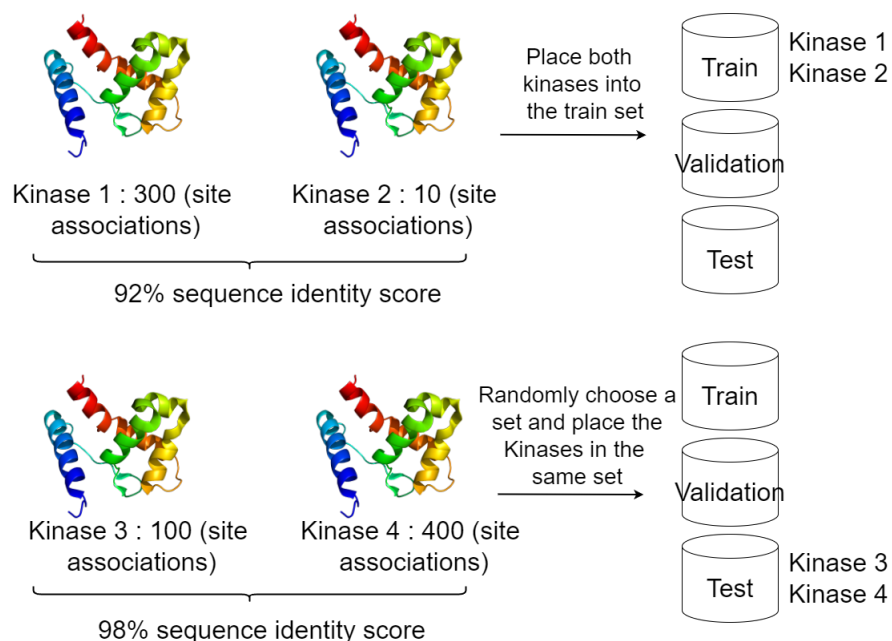 Place both
kinases into
the train set
Train
Kinase 1
Kinase 2
Validation
Test
Kinase 1 : 300 (site
associations)
Kinase 2 : 10 (site
associations)
92% sequence identity score
Randomly choose a
set and place the
Kinases in the
same set
Train
Validation
Test
Kinase 3
Kinase 4
Kinase 3 : 100 (site
associations)
Kinase 4 : 400 (site
associations)
98% sequence identity score